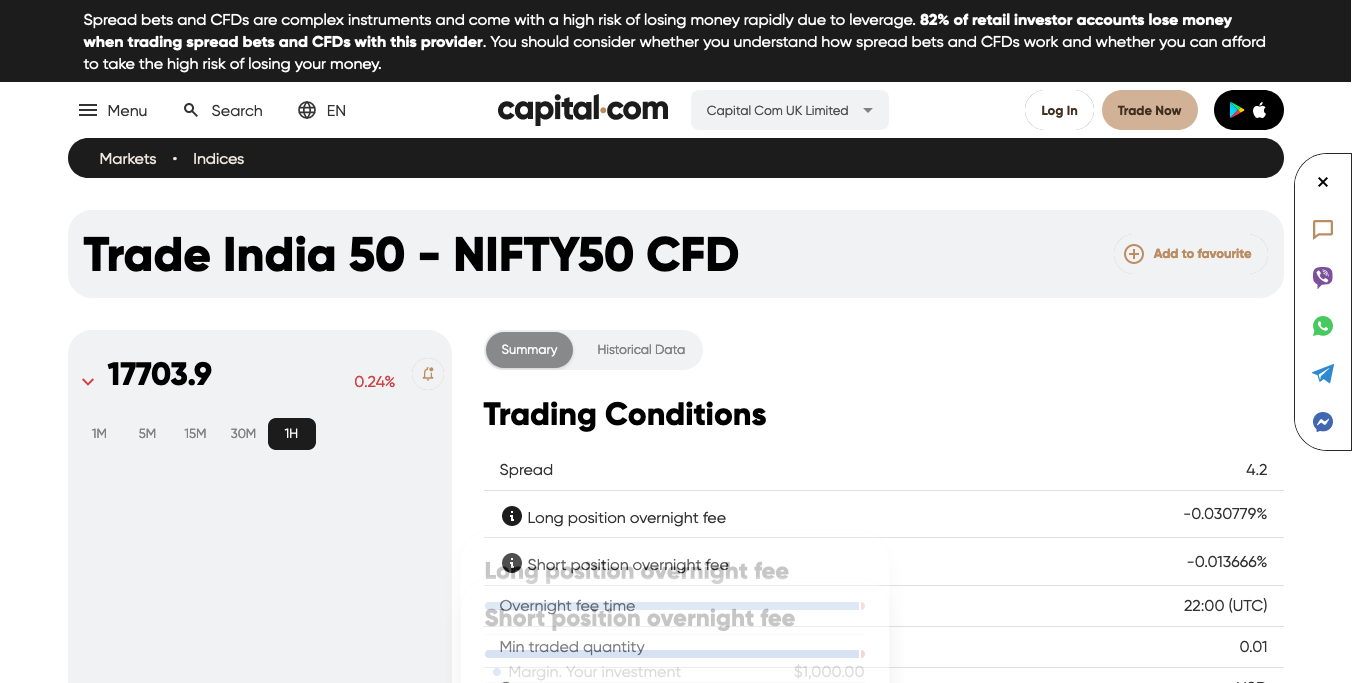 Spread bets and CFDs are complex instruments and come with a high risk of losing money rapidly due to leverage. 82% of retail investor accounts lose money
when trading spread bets and CFDs with this provider. You should consider whether you understand how spread bets and CFDs work and whether you can afford
to take the high risk of losing your money.
Menu Search EN capital.com Capital Com UK Limited Log In Trade Now
Markets • Indices
Trade India 50 - NIFTY50 CFD
Add to favourite
17703.9 0.24%
1M 5M 15M 30M 1H
Summary Historical Data
Trading Conditions
Spread 4.2
Long position overnight fee -0.030779%
Short position overnight fee -0.013666%
Long position overnight fee
Overnight fee time 22:00 (UTC)
Short position overnight fee
Min traded quantity 0.01
Margin. Your investment $1,000.00